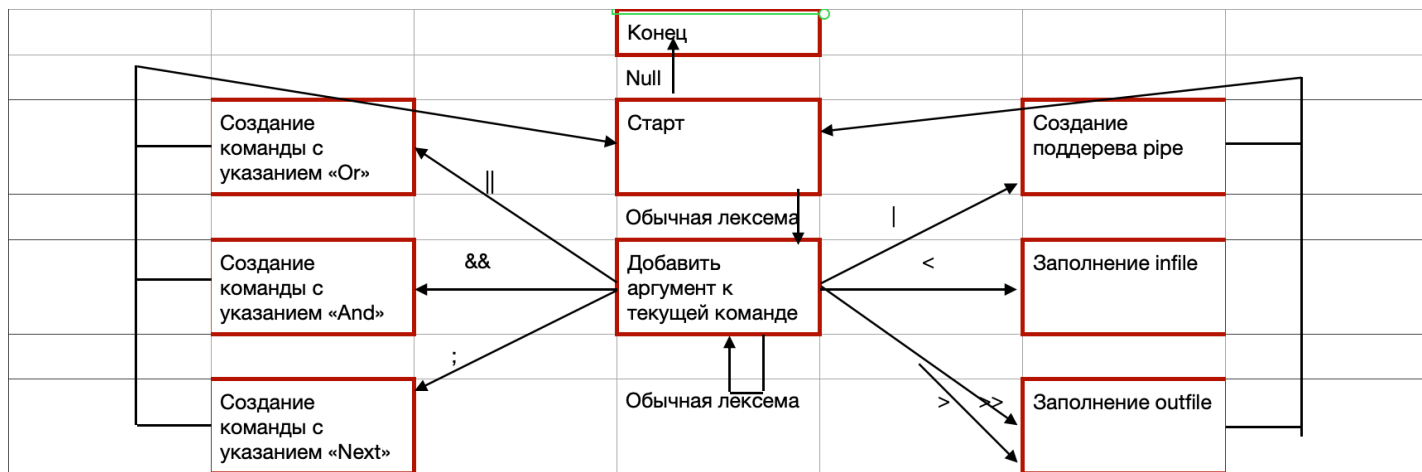 Конец
Null
Создание
команды с
указанием «Or»
Старт
Создание
поддерева pipe
||
Обычная лексема
|
Создание
команды с
указанием «And»
&&
Добавить
аргумент к
текущей команде
<
Заполнение infile
;
Создание
команды с
указанием «Next»
Обычная лексема
>
>>
Заполнение outfile